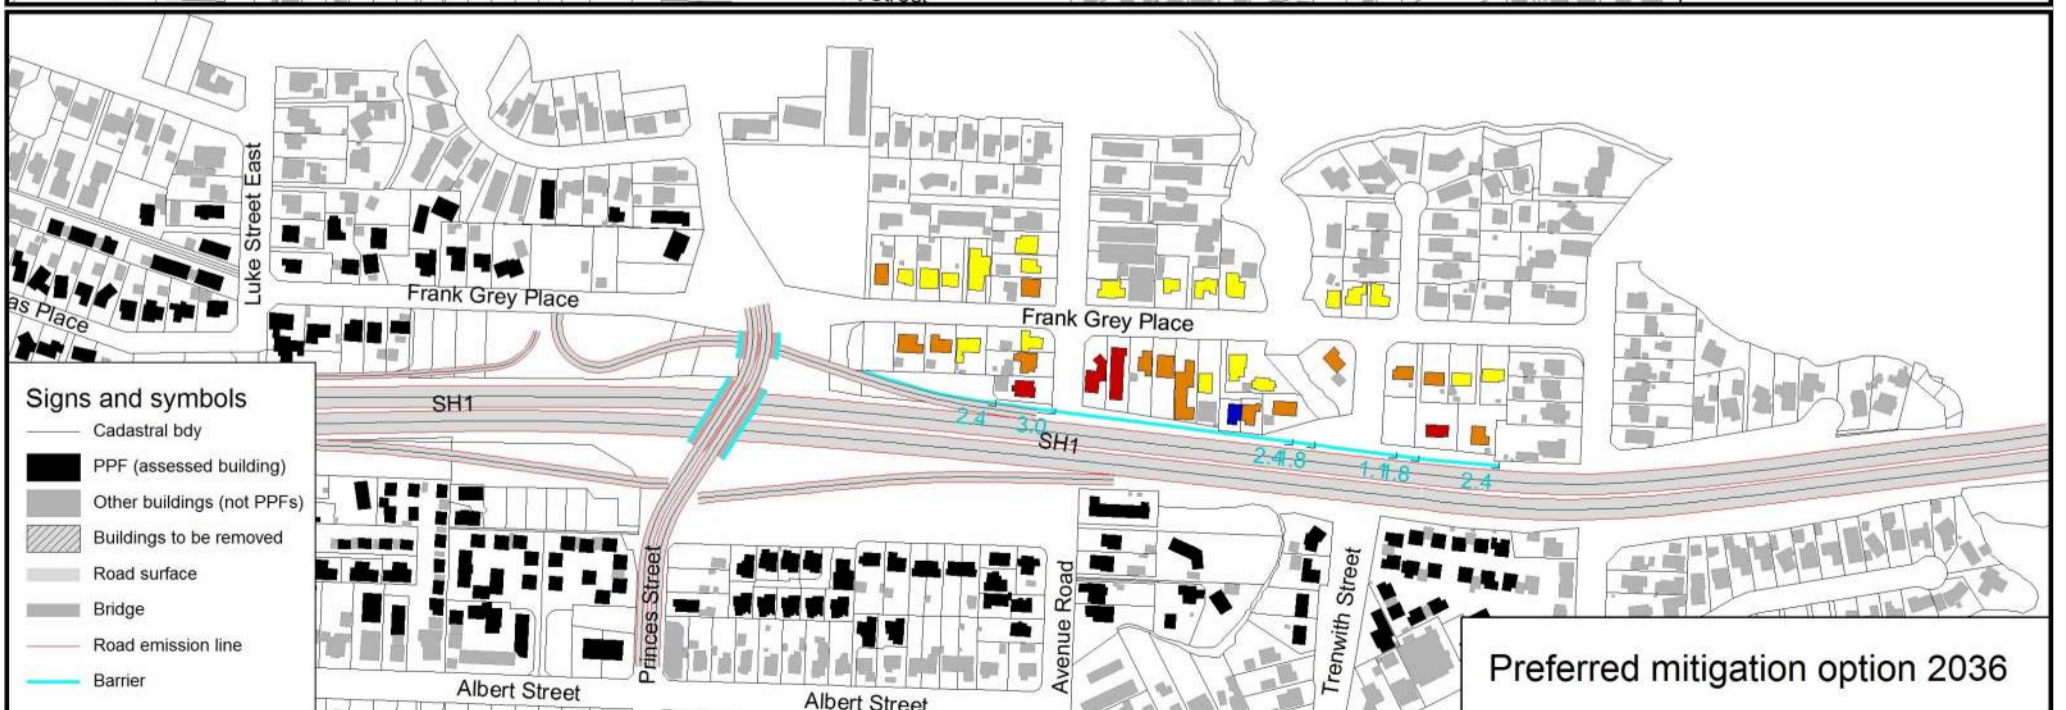 Luke Street East
Frank Grey Place
as Place
Frank Grey Place
SH1
2.4
3.0
SH1
2.4
1.8
1.1
1.8
2.4
Signs and symbols
Cadastral bdy
PPF (assessed building)
Other buildings (not PPFs)
Buildings to be removed
Road surface
Bridge
Road emission line
Barrier
Princes Street
Avenue Road
Trenwith Street
Albert Street
Albert Street
Preferred mitigation option 2036